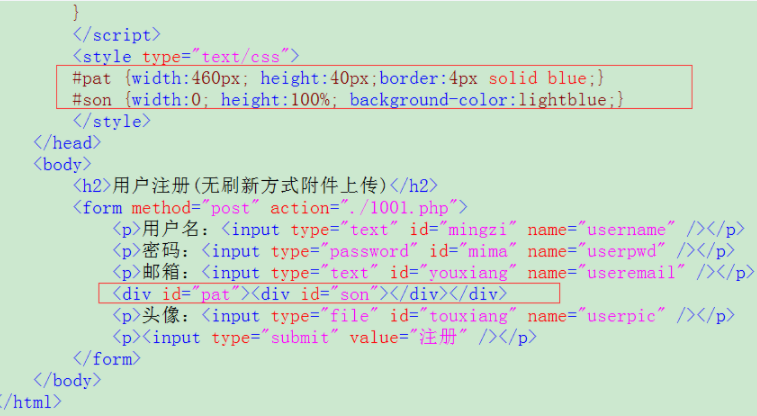 }
</script>
<style type="text/css">
#pat {width:460px; height:40px;border:4px solid blue;}
#son {width:0; height:100%; background-color:lightblue;}
</style>
</head>
<body>
<h2>用户注册(无刷新方式附件上传)</h2>
<form method="post" action="./1001.php">
<p>用户名：<input type="text" id="mingzi" name="username" /></p>
<p>密码：<input type="password" id="mima" name="userpwd" /></p>
<p>邮箱：<input type="text" id="youxiang" name="useremail" /></p>
<div id="pat"><div id="son"></div></div>
<p>头像：<input type="file" id="touxiang" name="userpic" /></p>
<p><input type="submit" value="注册" /></p>
</form>
</body>
</html>